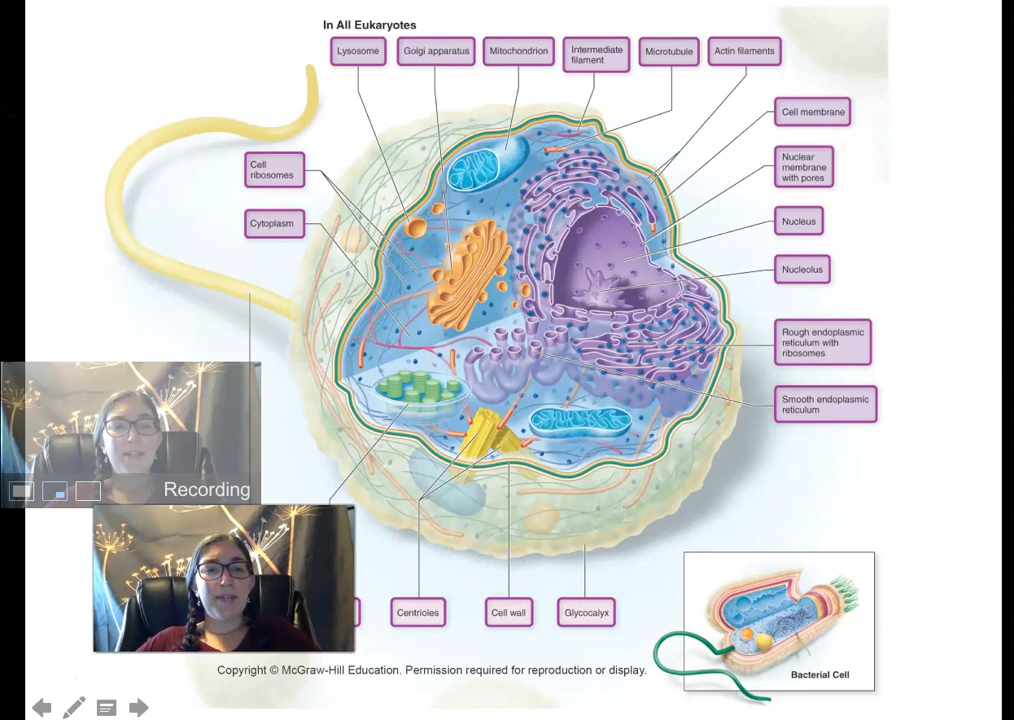 In All Eukaryotes
Lysosome
Golgi apparatus
Mitochondrion
Intermediate
filament
Microtubule
Actin filaments
Cell membrane
Cell
ribosomes
Nuclear
membrane
with pores
Cytoplasm
Nucleus
Nucleolus
Rough endoplasmic
reticulum with
ribosomes
Smooth endoplasmic
reticulum
Recording
Centrioles
Cell wall
Glycocalyx
Bacterial Cell
Copyright © McGraw-Hill Education. Permission required for reproduction or display.